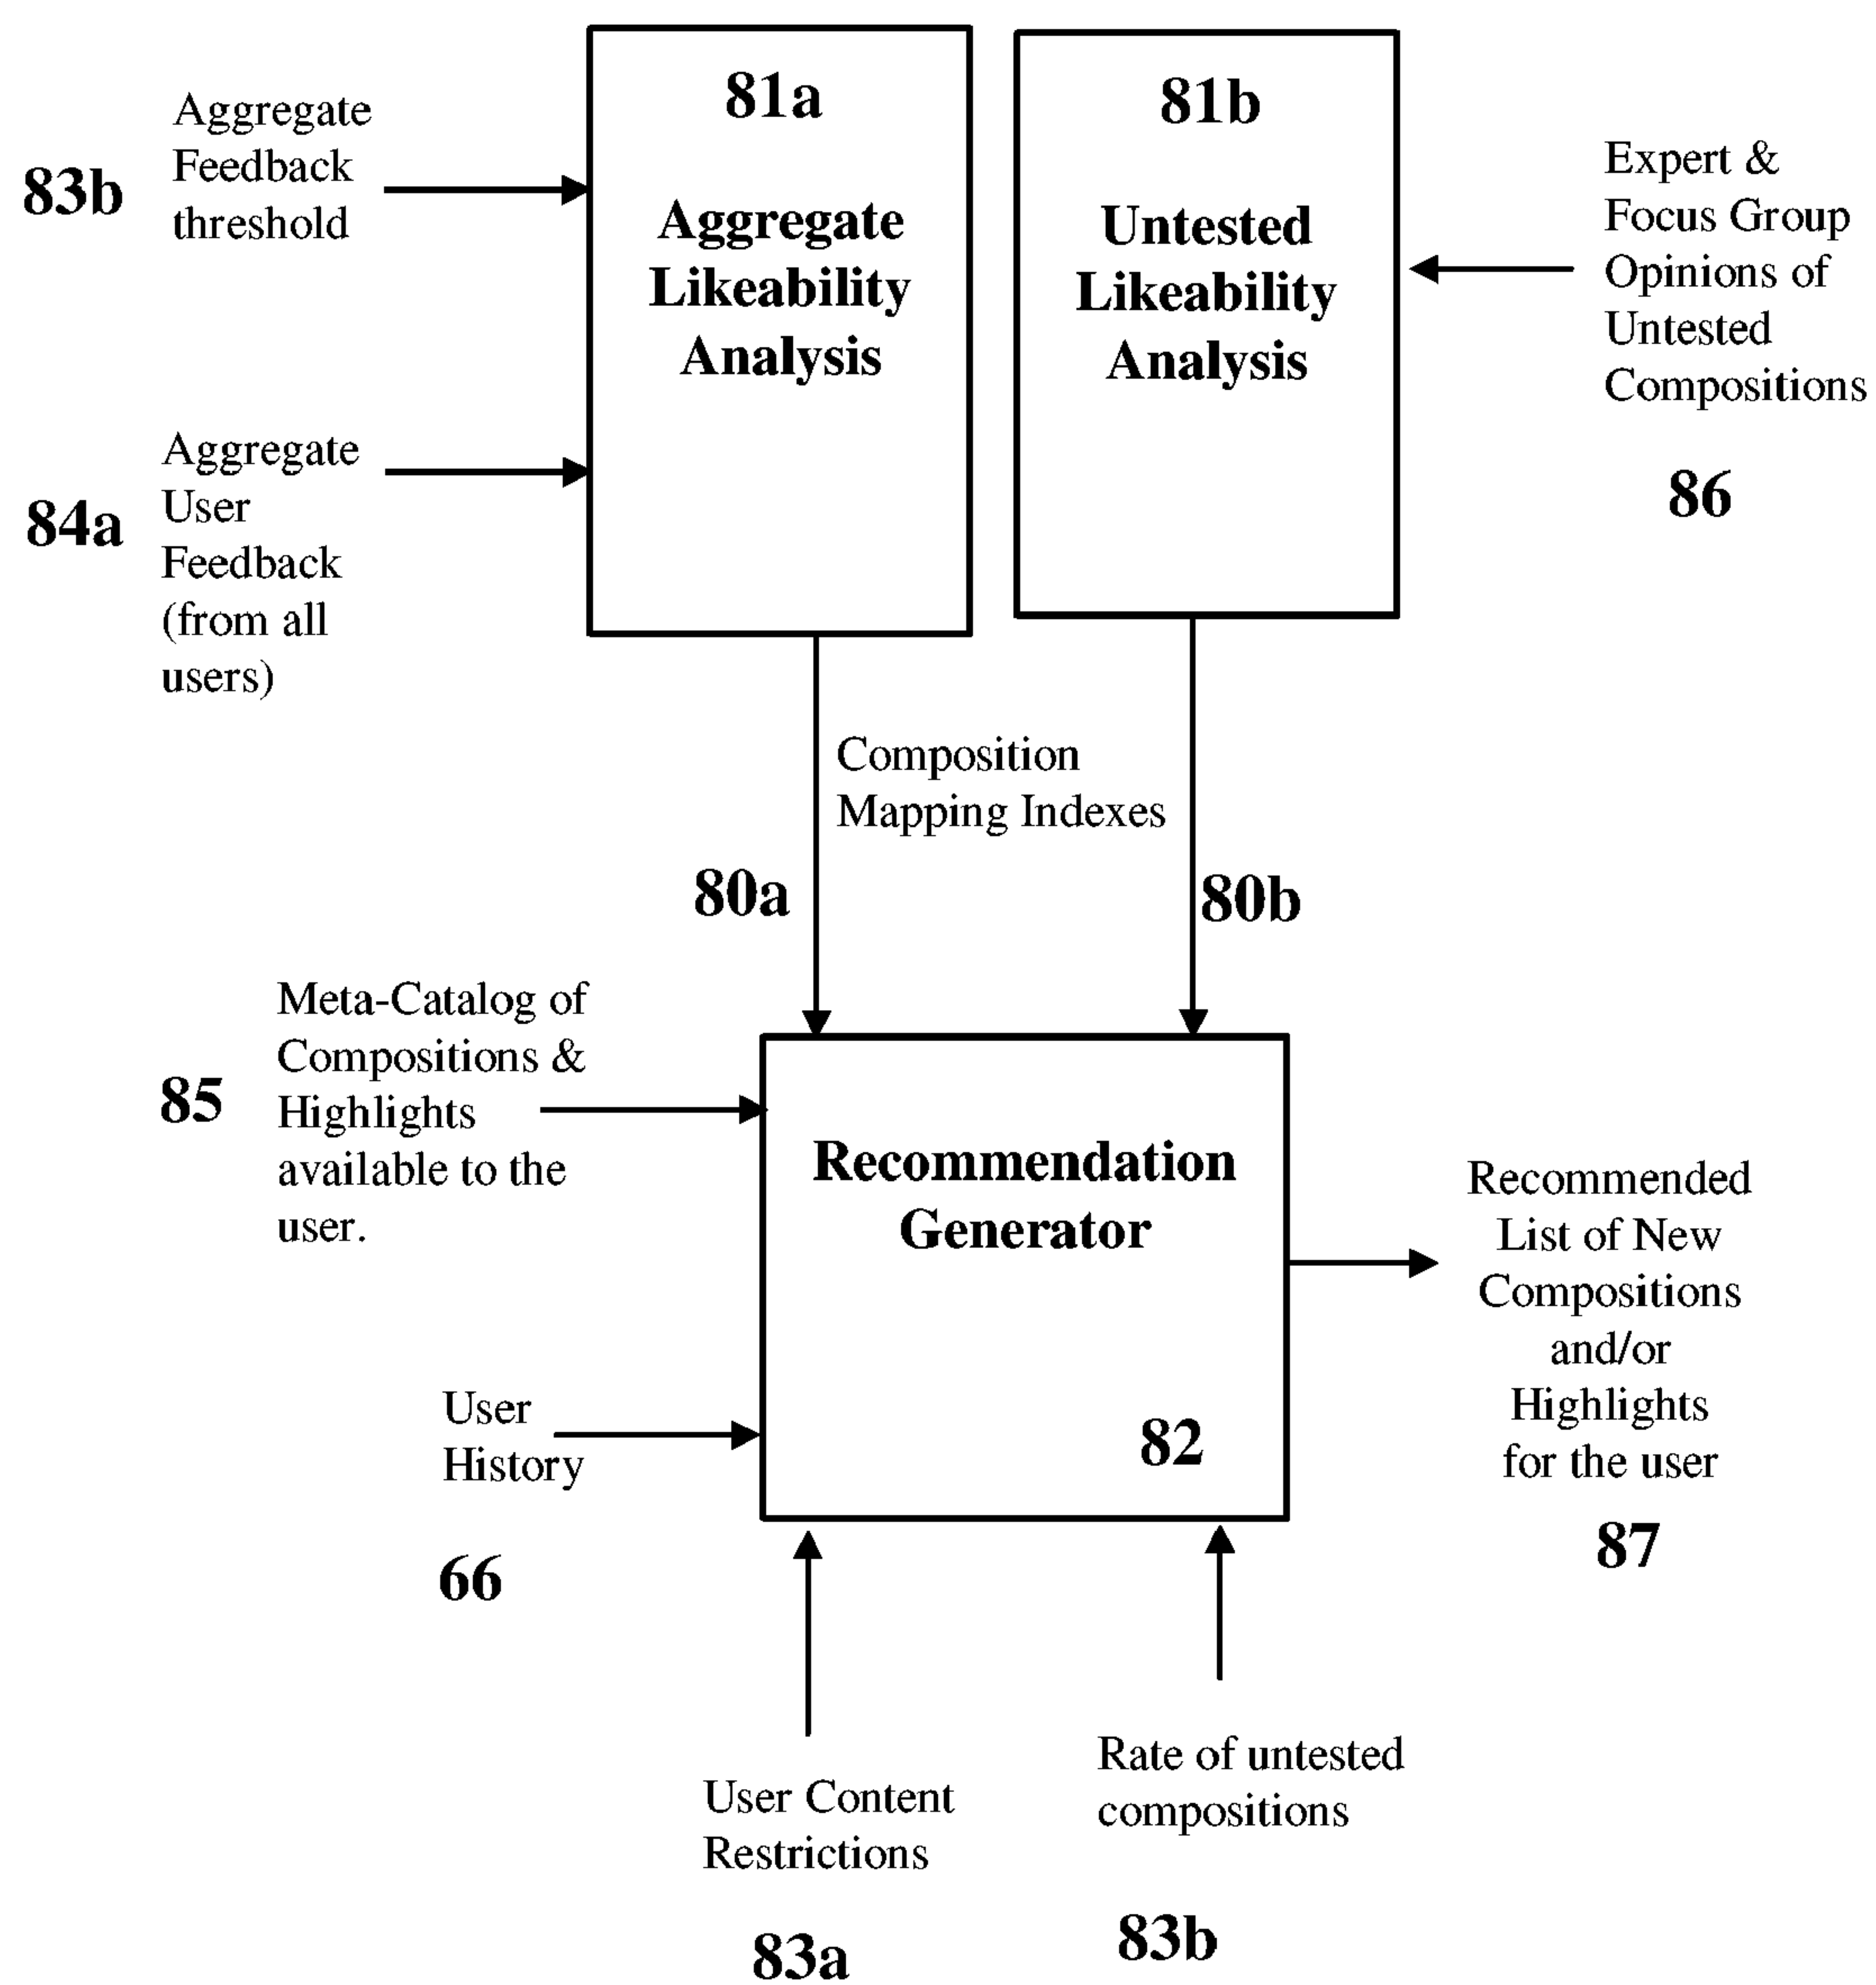 83b
Aggregate
Feedback
threshold
84a
Aggregate
User
Feedback
(from all
users)
81a
Aggregate
Likeability
Analysis
81b
Untested
Likeability
Analysis
Expert &
Focus Group
Opinions of
Untested
Compositions
86
Composition
Mapping Indexes
80a
80b
85
Meta-Catalog of
Compositions &
Highlights
available to the
user.
User
History
66
Recommendation
Generator
82
Recommended
List of New
Compositions
and/or
Highlights
for the user
87
User Content
Restrictions
83a
Rate of untested
compositions
83b